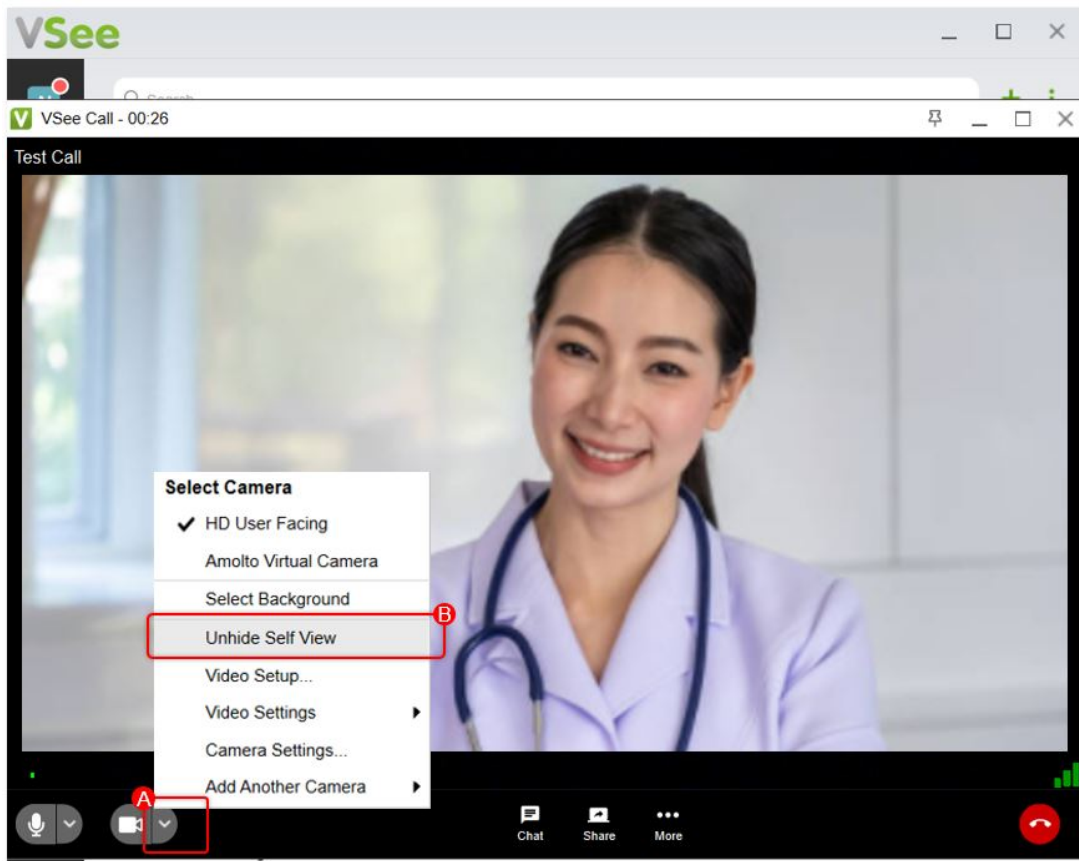 VSee
Search
VSee Call - 00:26
Test Call
Select Camera
HD User Facing
Amolto Virtual Camera
Select Background
B
Unhide Self View
Video Setup...
Video Settings
Camera Settings...
Add Another Camera
A
Chat
Share
More